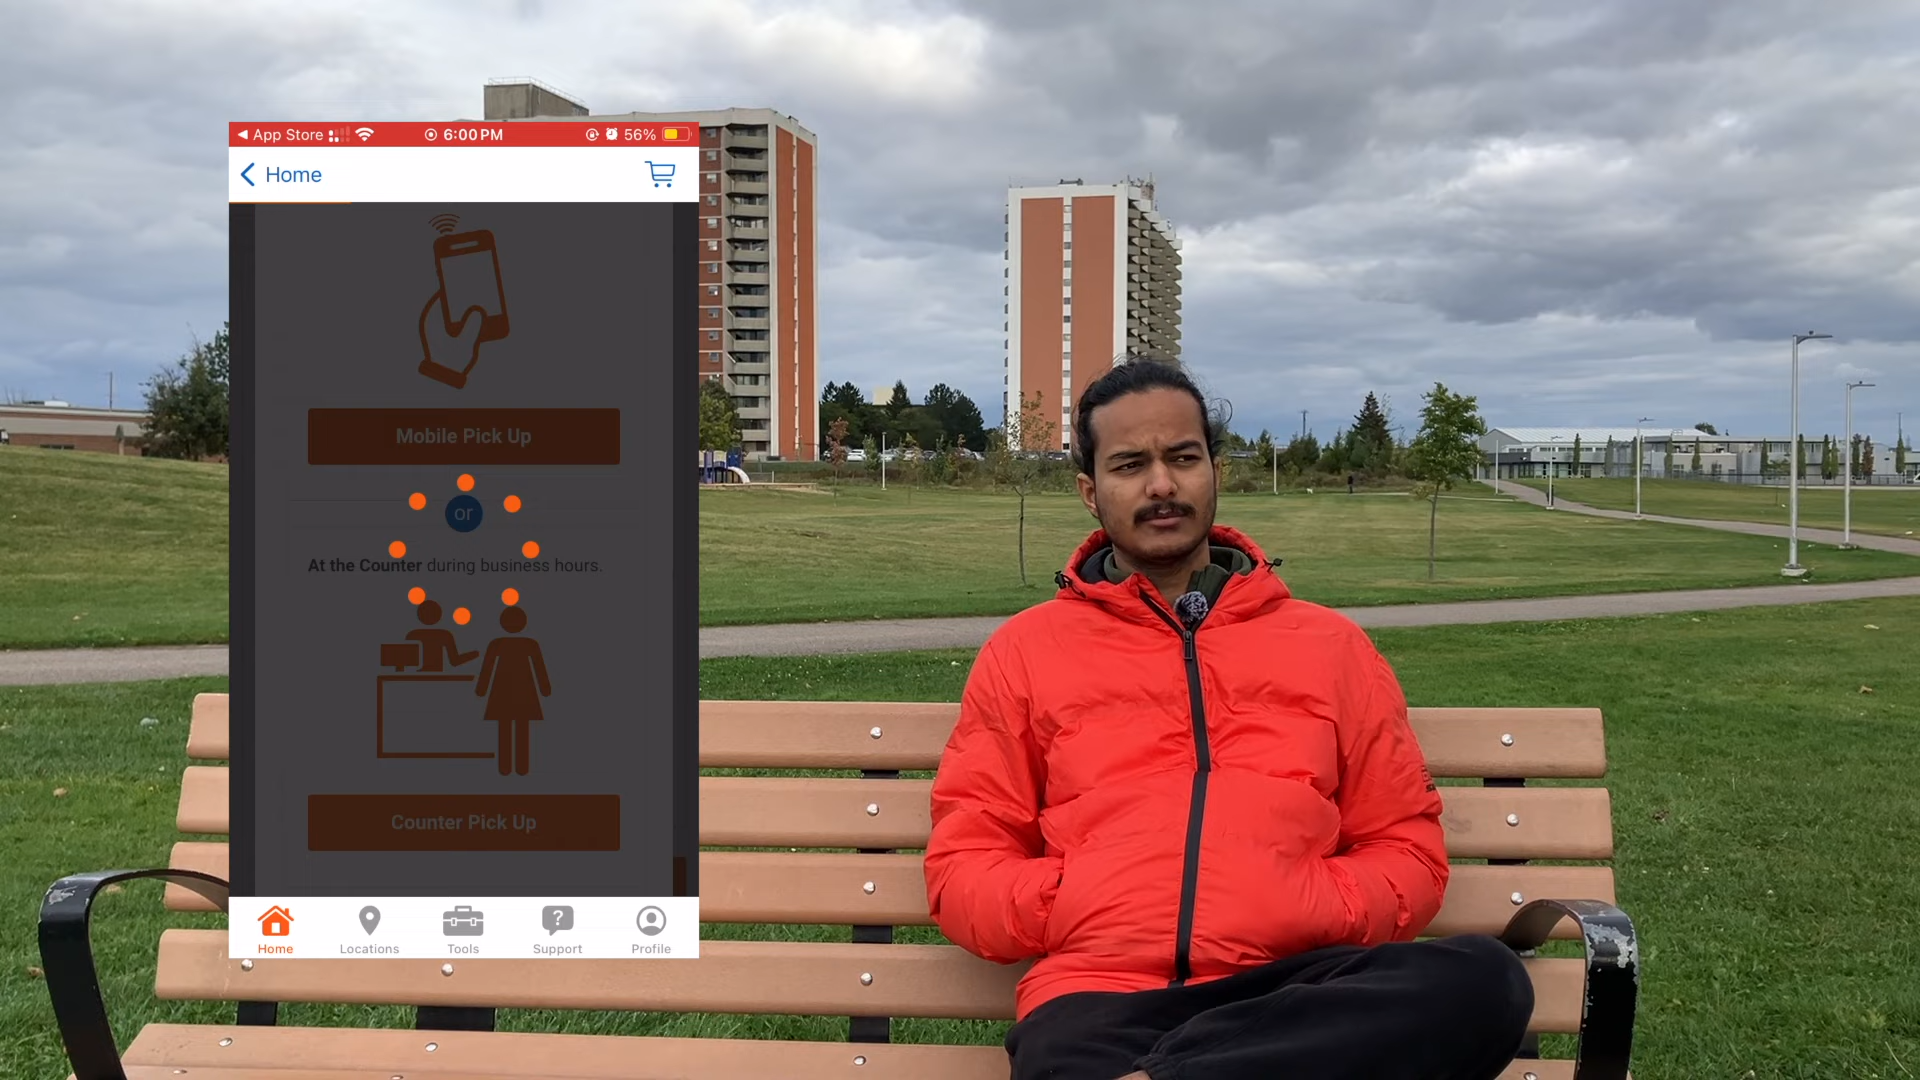 App Store 6:00 PM 56%
Home
Mobile Pick Up
or
At the Counter during business hours.
Counter Pick Up
Home Locations Tools Support Profile